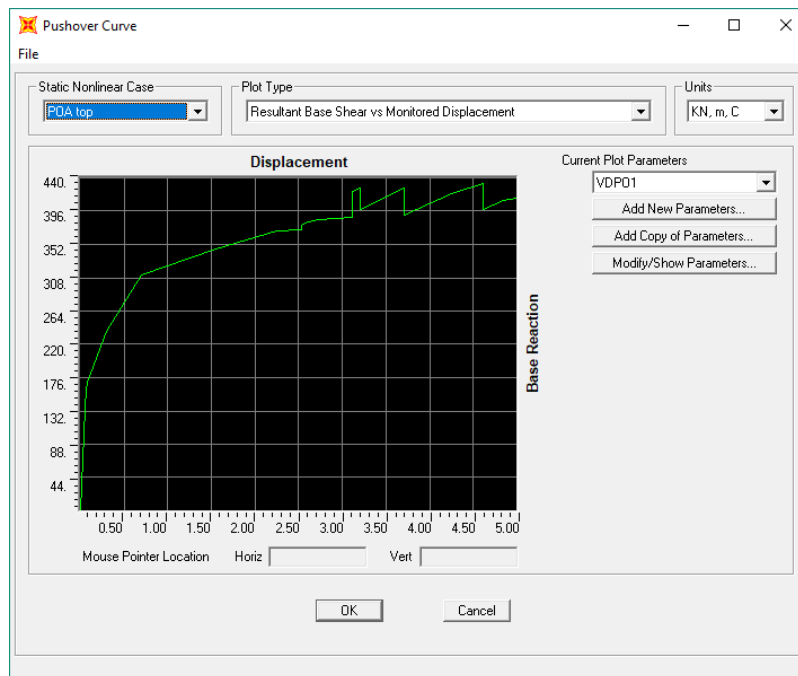 Pushover Curve
File
Static Nonlinear Case
POA top
Plot Type
Resultant Base Shear vs Monitored Displacement
Units
KN, m, C
Displacement
440.
396.
352.
308.
264.
220.
176.
132.
88.
44.
0.50 1.00 1.50 2.00 2.50 3.00 3.50 4.00 4.50 5.00
Base Reaction
Current Plot Parameters
VDPO1
Add New Parameters...
Add Copy of Parameters...
Modify/Show Parameters...
Mouse Pointer Location Horiz Vert
OK Cancel